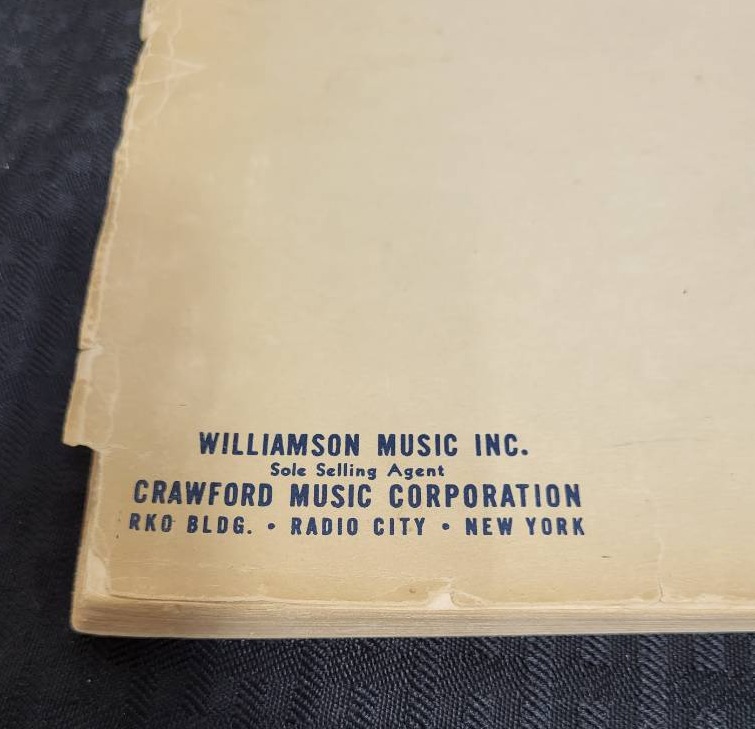 WILLIAMSON MUSIC INC.
Sole Selling Agent
CRAWFORD MUSIC CORPORATION
RKO BLDG. • RADIO CITY • NEW YORK